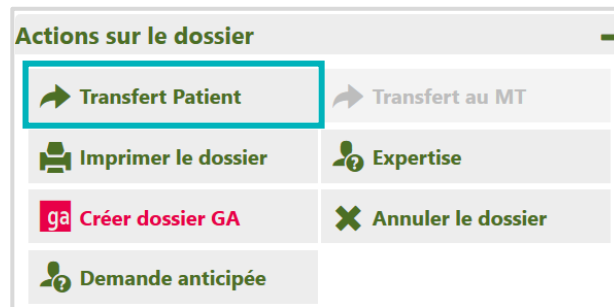 Actions sur le dossier
Transfert Patient
Transfert au MT
Imprimer le dossier
Expertise
ga Créer dossier GA
Annuler le dossier
Demande anticipée